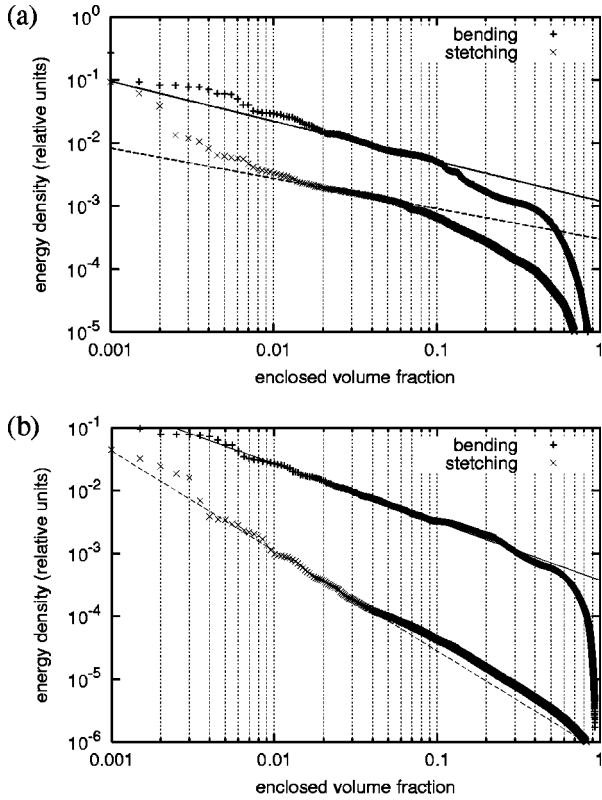 (a)
10^0
bending +
stetching ×
10^-1
10^-2
10^-3
10^-4
10^-5
energy density (relative units)
0.001 0.01 0.1 1
enclosed volume fraction
(b)
10^-1
bending +
stetching ×
10^-2
10^-3
10^-4
10^-5
10^-6
energy density (relative units)
0.001 0.01 0.1 1
enclosed volume fraction